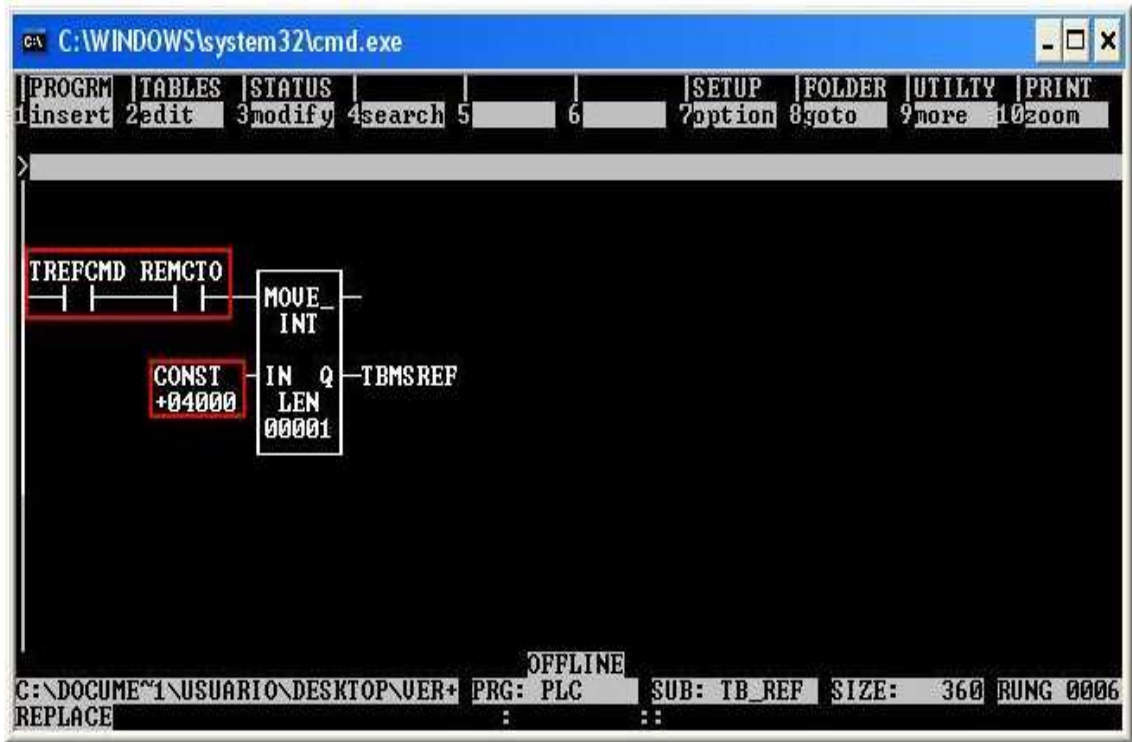 C:\WINDOWS\system32\cmd.exe
|PROGRM |TABLES |STATUS | | |SETUP |FOLDER |UTILTY |PRINT
1insert 2edit 3modify 4search 5 6 7option 8goto 9more 10zoom
>
TREFCMD REMCTO
MOVE_
INT
CONST IN Q TBMSREF
+04000 LEN
00001
OFFLINE
C:\DOCUME~1\USUARIO\DESKTOP\VER+ PRG: PLC SUB: TB_REF SIZE: 360 RUNG 0006
REPLACE : ::